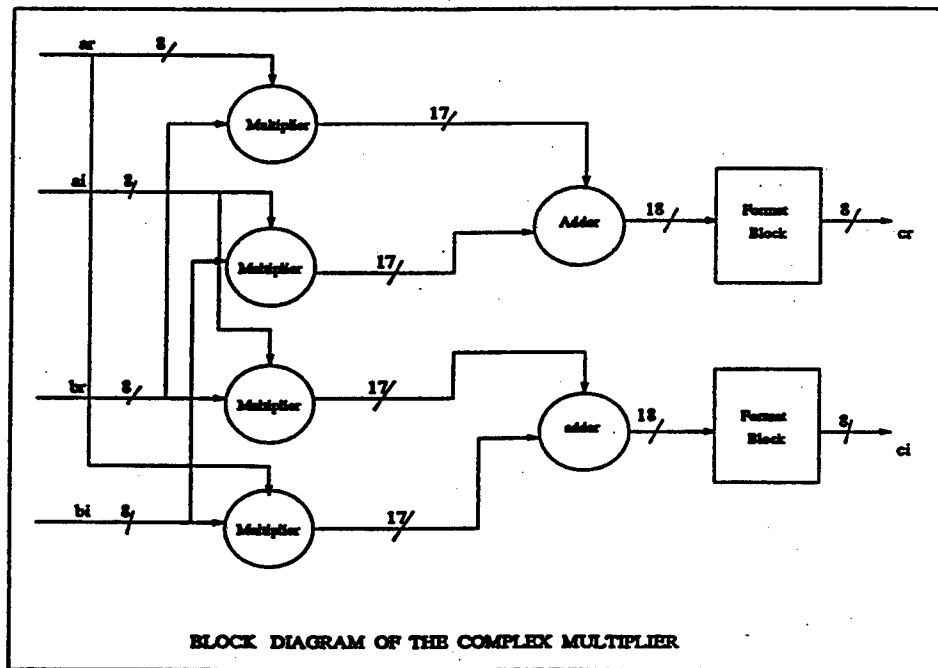 ar 8
Multiplier
17
ai 8
Multiplier
17
Adder
18
Format
Block
8
cr
br 8
Multiplier
17
adder
18
Format
Block
8
ci
bi 8
Multiplier
17
BLOCK DIAGRAM OF THE COMPLEX MULTIPLIER